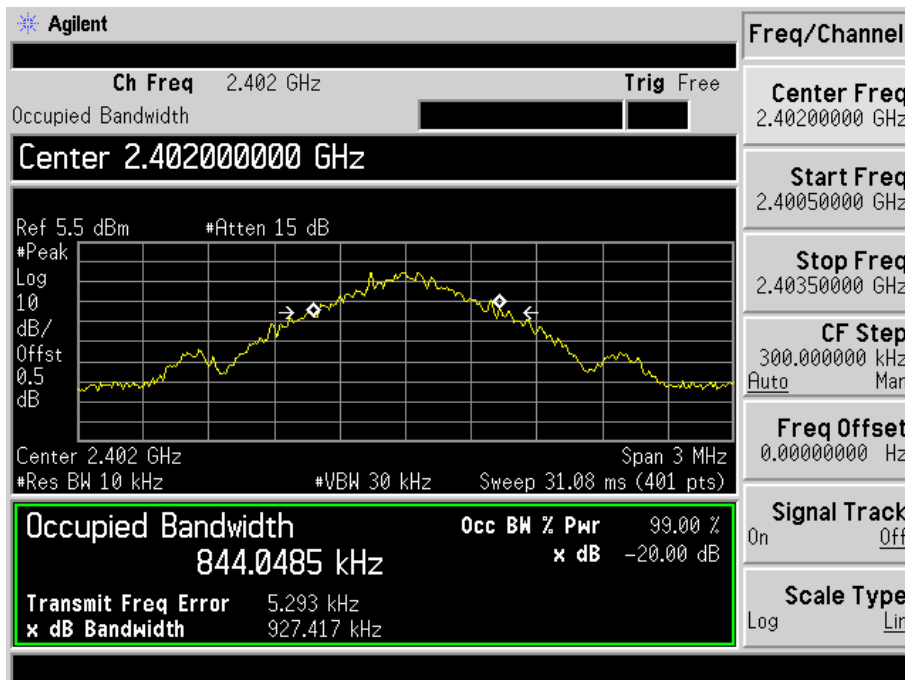 Agilent
Freq/Channel
Ch Freq 2.402 GHz Trig Free
Occupied Bandwidth
Center 2.402000000 GHz
Ref 5.5 dBm #Atten 15 dB
#Peak
Log
10
dB/
Offst
0.5
dB
Center 2.402 GHz Span 3 MHz
#Res BW 10 kHz #VBW 30 kHz Sweep 31.08 ms (401 pts)
Occupied Bandwidth Occ BW % Pwr 99.00 %
844.0485 kHz x dB -20.00 dB
Transmit Freq Error 5.293 kHz
x dB Bandwidth 927.417 kHz
Center Freq
2.40200000 GHz
Start Freq
2.40050000 GHz
Stop Freq
2.40350000 GHz
CF Step
300.000000 kHz
Auto Man
Freq Offset
0.00000000 Hz
Signal Track
On Off
Scale Type
Log Lin